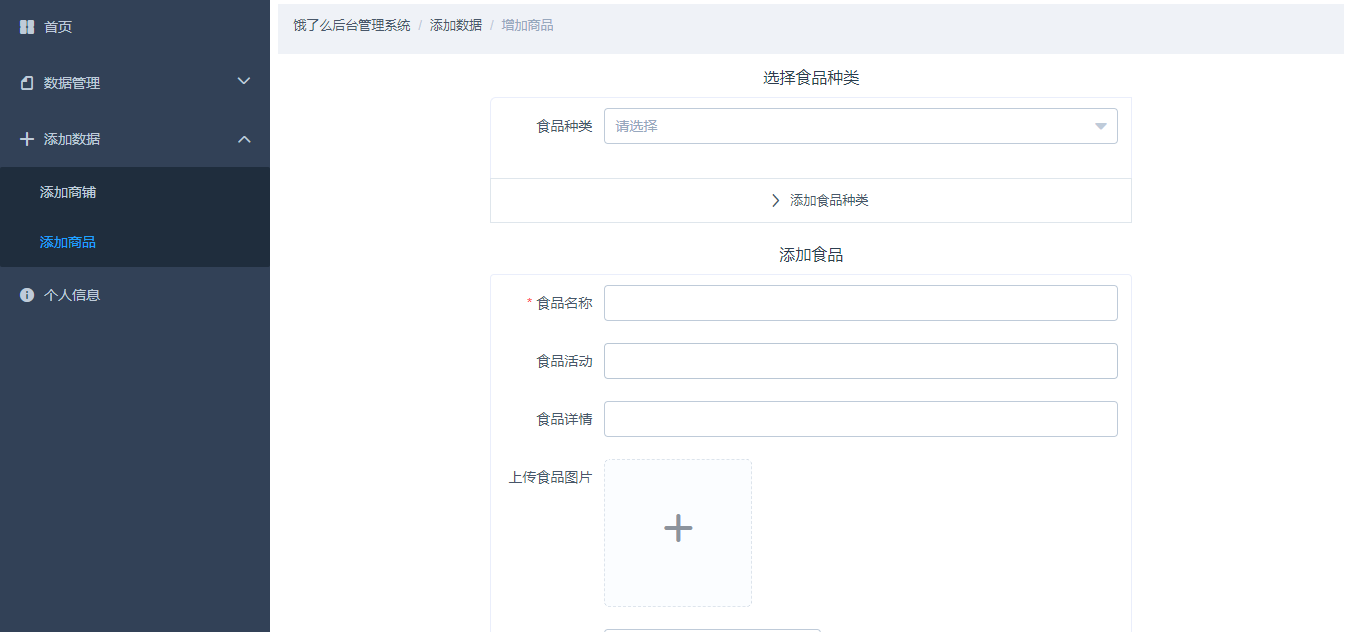 首页
数据管理
添加数据
添加商铺
添加商品
个人信息
饿了么后台管理系统 / 添加数据 / 增加商品
选择食品种类
食品种类 请选择
添加食品种类
添加食品
* 食品名称
食品活动
食品详情
上传食品图片